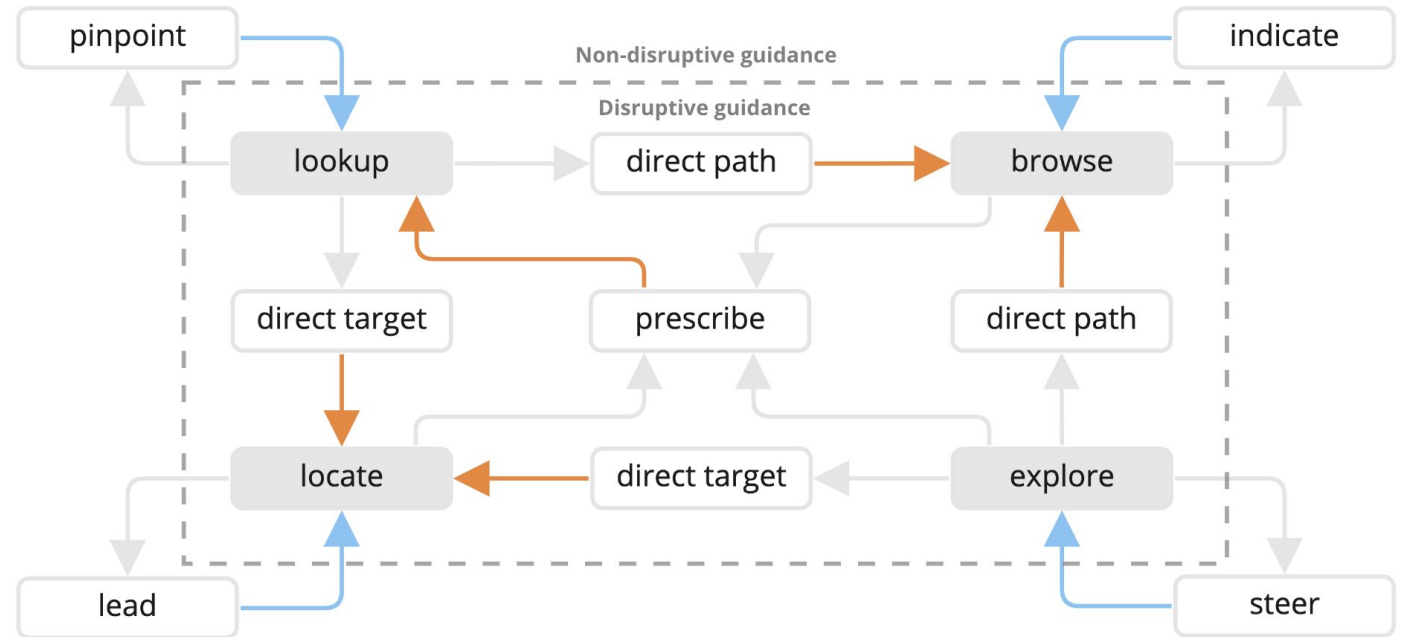 pinpoint
indicate
Non-disruptive guidance
Disruptive guidance
lookup
direct path
browse
direct target
prescribe
direct path
locate
direct target
explore
lead
steer